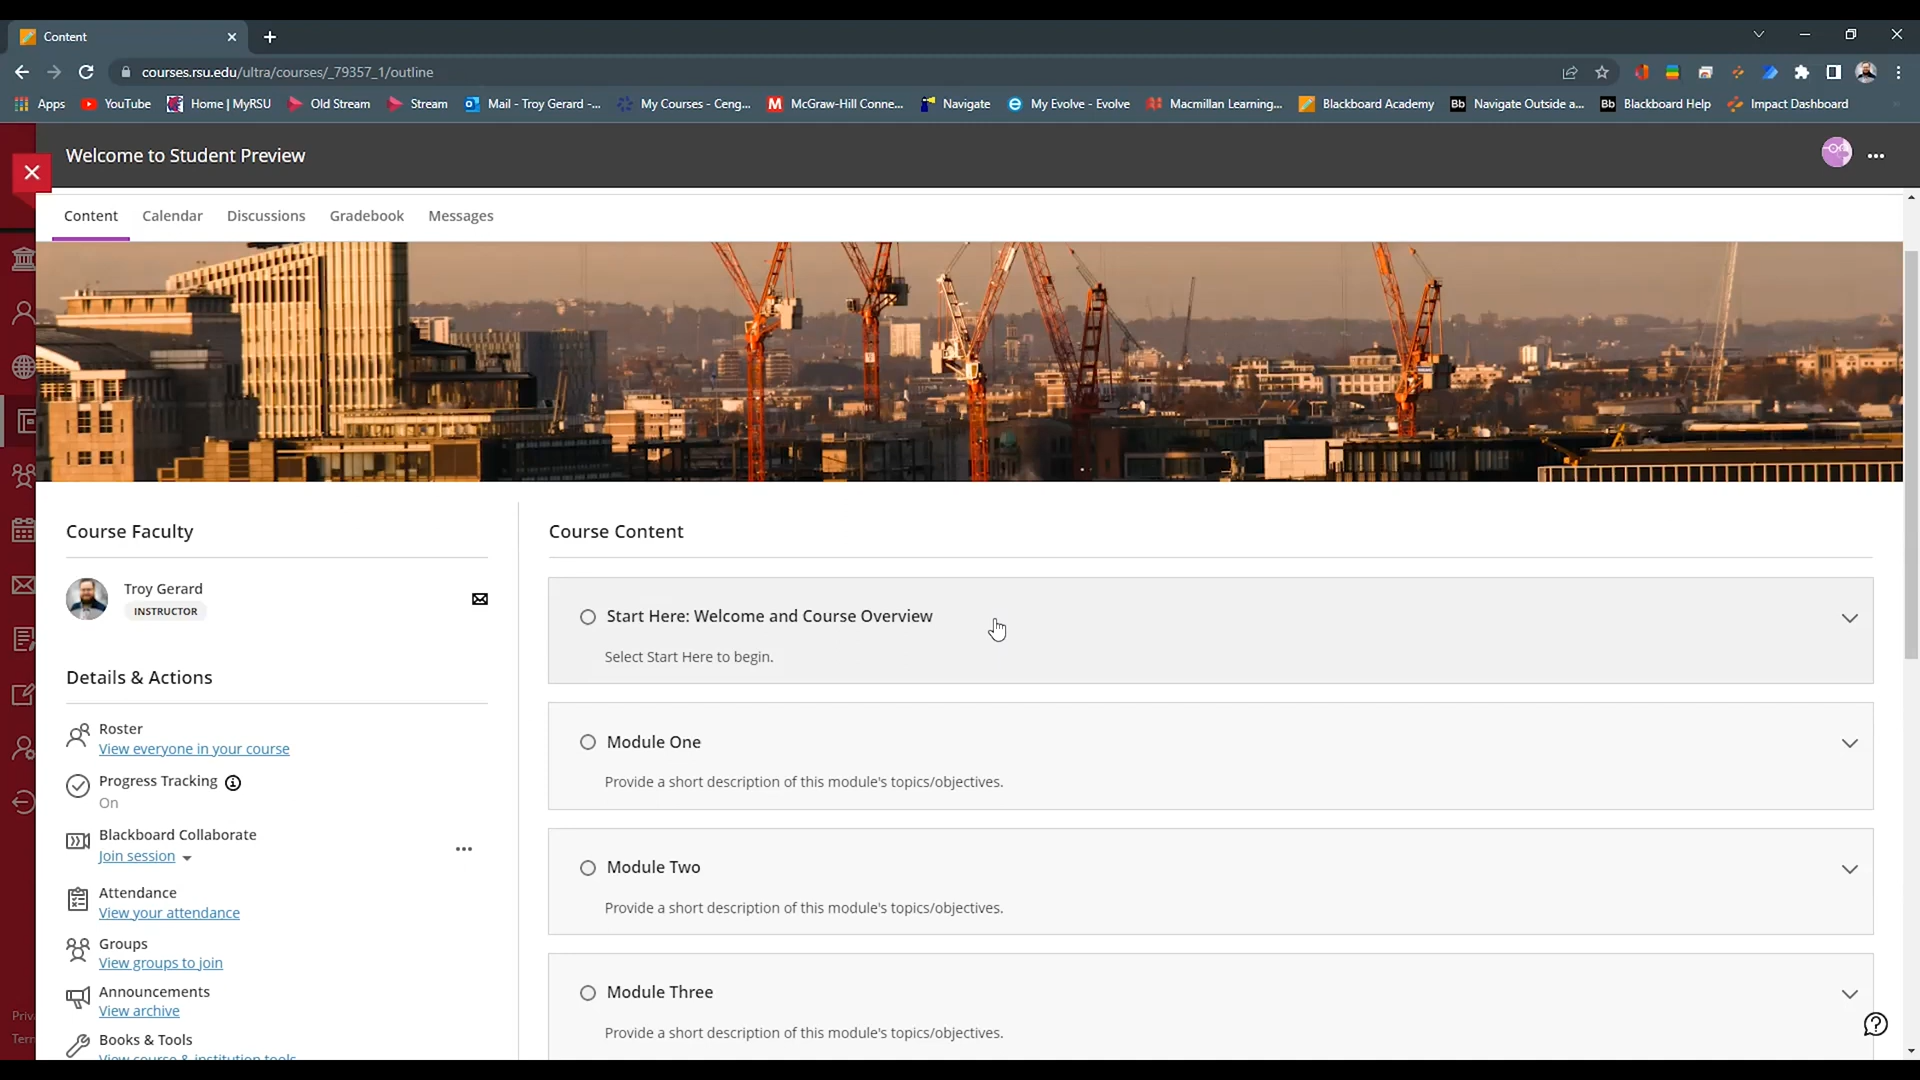 Content
courses.rsu.edu/ultra/courses/_79357_1/outline
Apps
YouTube
Home | MyRSU
Old Stream
Stream
Mail - Troy Gerard -...
My Courses - Ceng...
McGraw-Hill Conne...
Navigate
My Evolve - Evolve
Macmillan Learning...
Blackboard Academy
Bb Navigate Outside a...
Bb Blackboard Help
Impact Dashboard
Welcome to Student Preview
Content
Calendar
Discussions
Gradebook
Messages
Course Faculty
Troy Gerard
INSTRUCTOR
Details & Actions
Roster
View everyone in your course
Progress Tracking
On
Blackboard Collaborate
Join session
Attendance
View your attendance
Groups
View groups to join
Announcements
View archive
Books & Tools
View course & institution tools
Course Content
Start Here: Welcome and Course Overview
Select Start Here to begin.
Module One
Provide a short description of this module's topics/objectives.
Module Two
Provide a short description of this module's topics/objectives.
Module Three
Provide a short description of this module's topics/objectives.